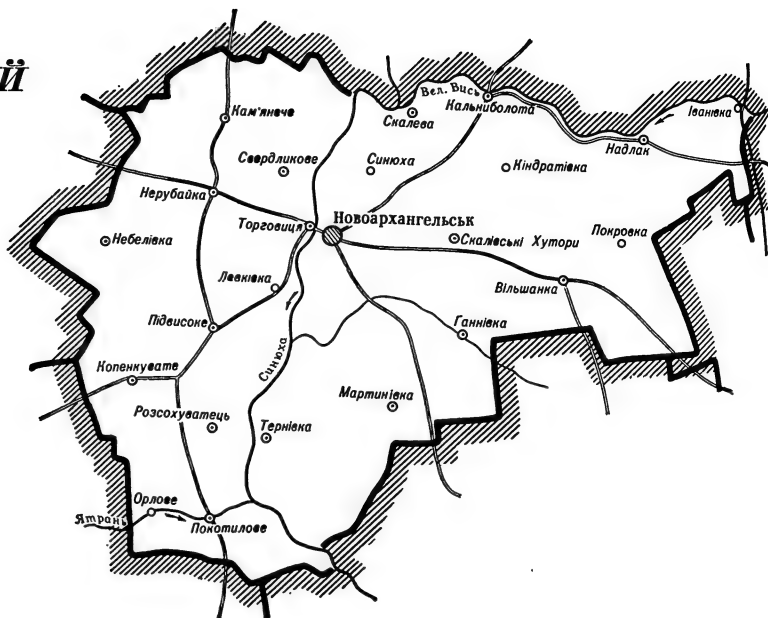 Й
Вел. Вись
Кам'янече
Скалева
Кальниболота
Іванівка
Надлак
Свердликове
Синюха
Кіндратівка
Нерубайка
Торговиця
Новоархангельськ
Небелівка
Скалівські Хутори
Покровка
Левківка
Вільшанка
Підвисоке
Ганнівка
Синюха
Копенкувате
Мартинівка
Розсохуватець
Тернівка
Орлове
Ятрань
Покотилове